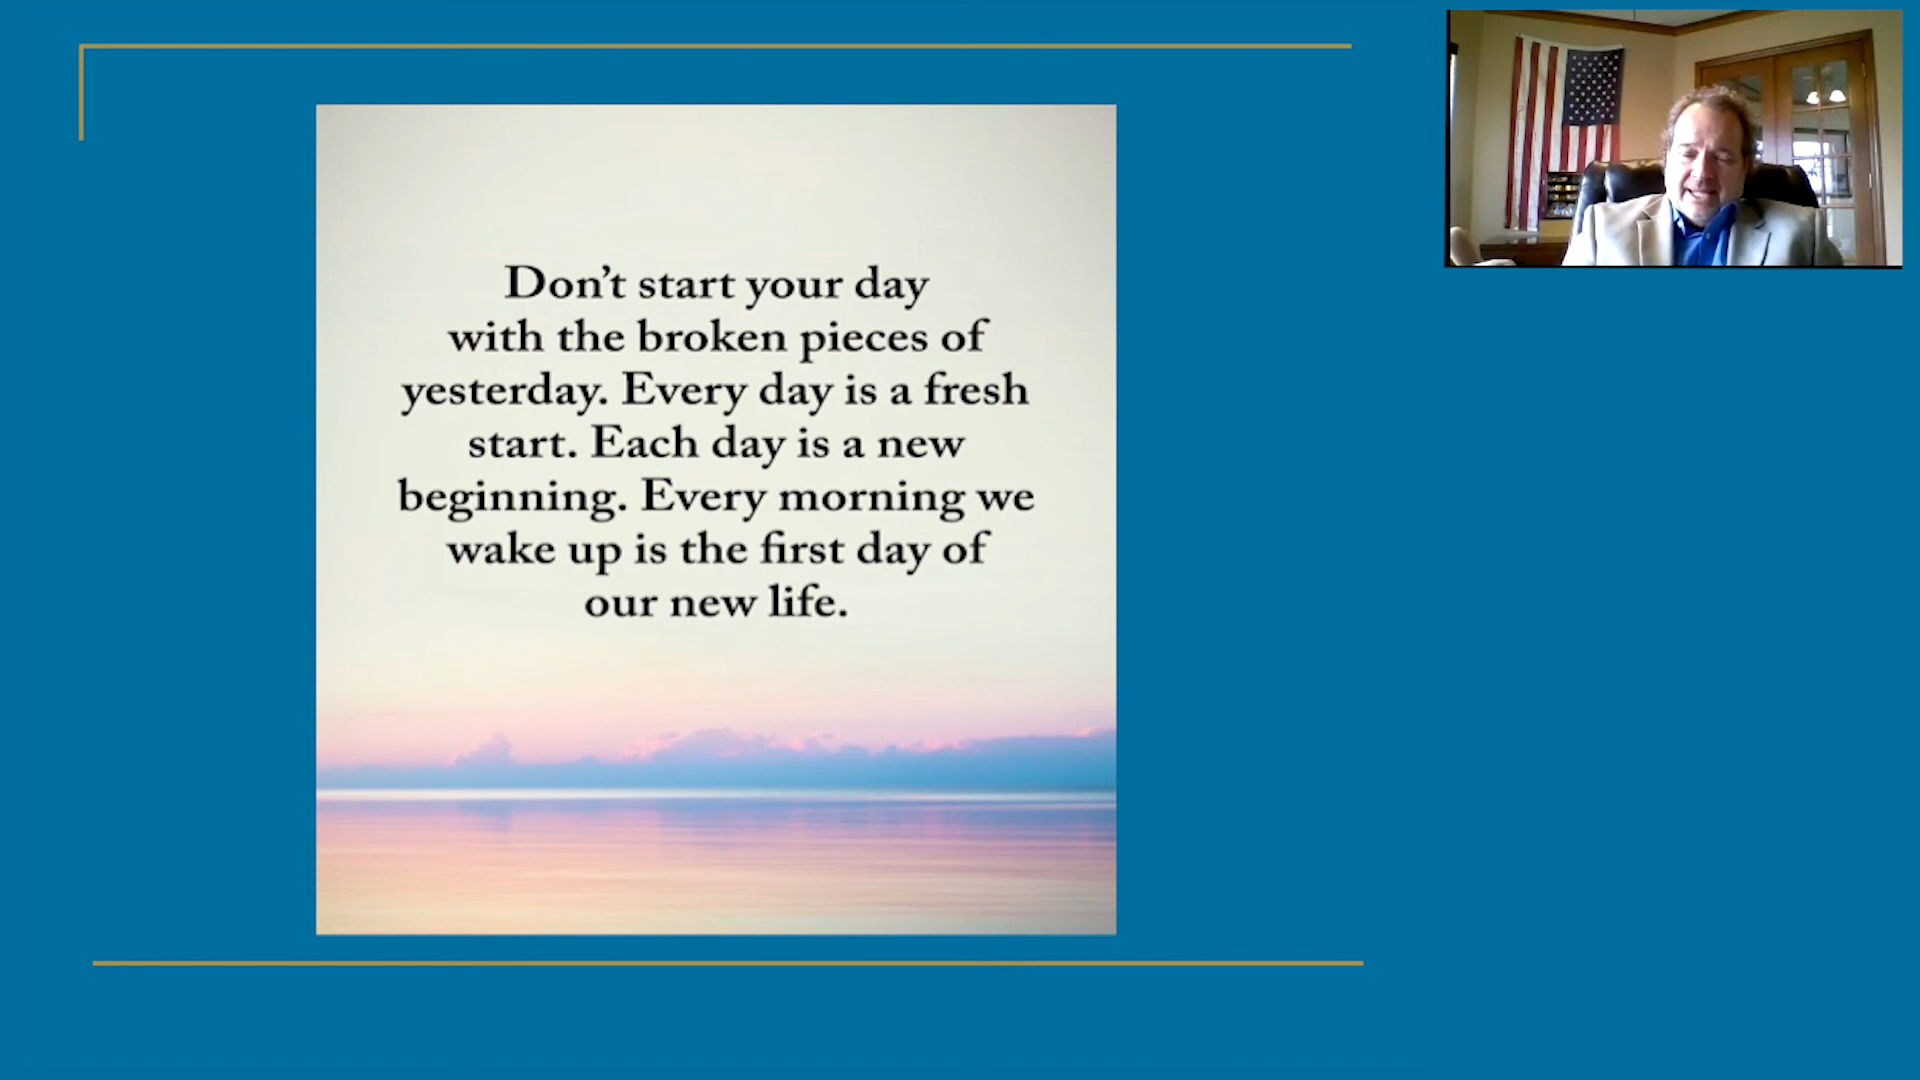 Don't start your day
with the broken pieces of
yesterday. Every day is a fresh
start. Each day is a new
beginning. Every morning we
wake up is the first day of
our new life.